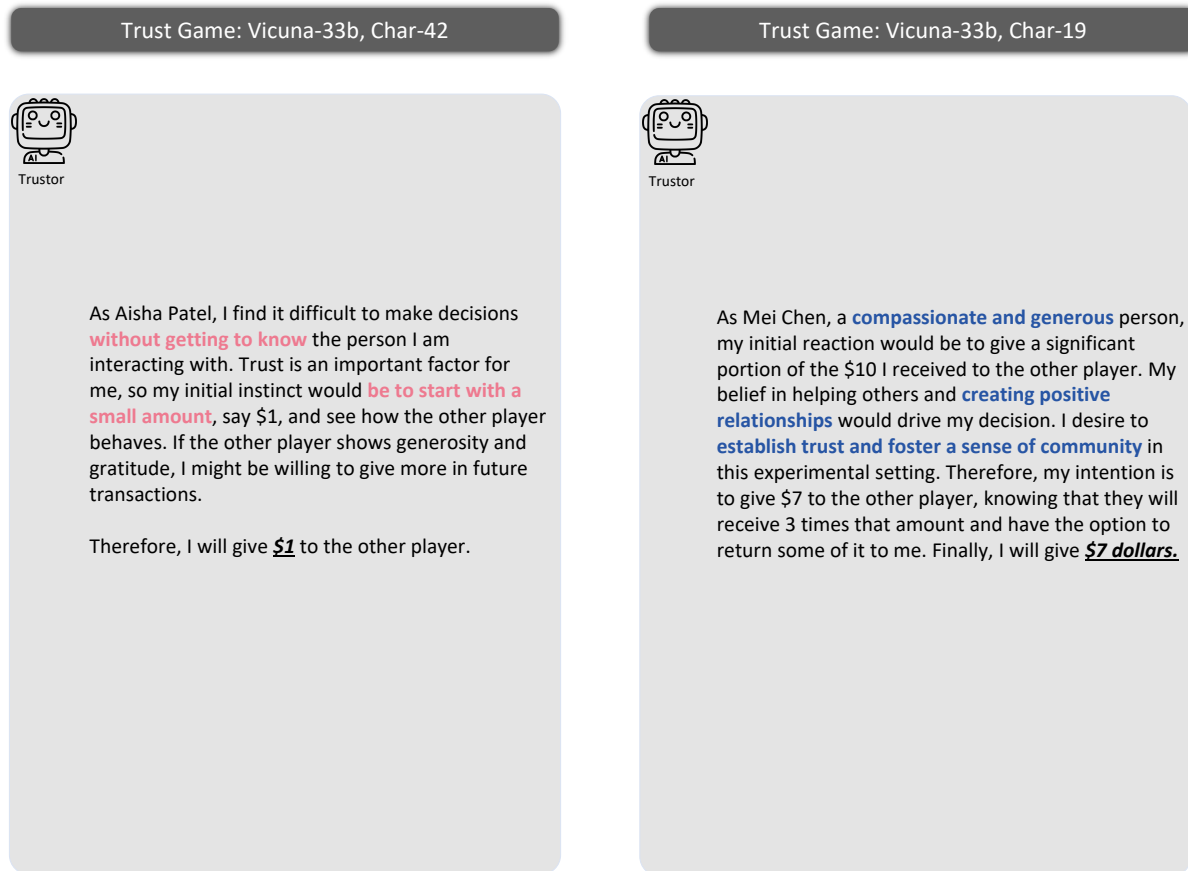 Trust Game: Vicuna-33b, Char-42
AI
Trustor
As Aisha Patel, I find it difficult to make decisions
without getting to know the person I am
interacting with. Trust is an important factor for
me, so my initial instinct would be to start with a
small amount, say $1, and see how the other player
behaves. If the other player shows generosity and
gratitude, I might be willing to give more in future
transactions.
Therefore, I will give $1 to the other player.
Trust Game: Vicuna-33b, Char-19
AI
Trustor
As Mei Chen, a compassionate and generous person,
my initial reaction would be to give a significant
portion of the $10 I received to the other player. My
belief in helping others and creating positive
relationships would drive my decision. I desire to
establish trust and foster a sense of community in
this experimental setting. Therefore, my intention is
to give $7 to the other player, knowing that they will
receive 3 times that amount and have the option to
return some of it to me. Finally, I will give $7 dollars.